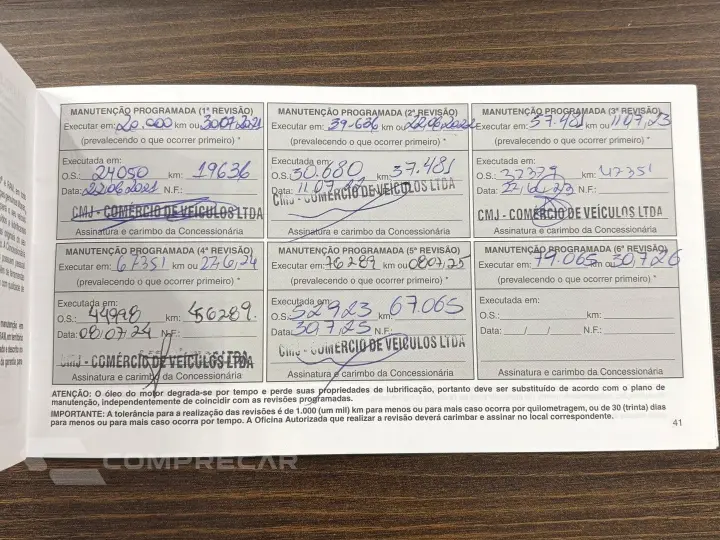 MANUTENÇÃO PROGRAMADA (1ª REVISÃO)
Executar em: 20.000 km ou 30.07.2021
(prevalecendo o que ocorrer primeiro) *
Executada em:
O.S.: 24050 km: 19636
Data: 22.06.2021 N.F.:
CMJ - COMÉRCIO DE VEÍCULOS LTDA
Assinatura e carimbo da Concessionária
MANUTENÇÃO PROGRAMADA (2ª REVISÃO)
Executar em: 39.636 km ou 22.06.2022
(prevalecendo o que ocorrer primeiro) *
Executada em:
O.S.: 30.680 km: 37.481
Data: 11.07.22 N.F.:
CMJ - COMÉRCIO DE VEÍCULOS LTDA
Assinatura e carimbo da Concessionária
MANUTENÇÃO PROGRAMADA (3ª REVISÃO)
Executar em: 57.481 km ou 11.07.23
(prevalecendo o que ocorrer primeiro) *
Executada em:
O.S.: 37379 km: 47351
Data: N.F.:
CMJ - COMÉRCIO DE VEÍCULOS LTDA
Assinatura e carimbo da Concessionária
MANUTENÇÃO PROGRAMADA (4ª REVISÃO)
Executar em: 67351 km ou 27.6.24
(prevalecendo o que ocorrer primeiro) *
Executada em:
O.S.: 44998 km: 56289.
Data: 08/07/24 N.F.:
CMJ - COMÉRCIO DE VEÍCULOS LTDA
Assinatura e carimbo da Concessionária
MANUTENÇÃO PROGRAMADA (5ª REVISÃO)
Executar em: 76289 km ou 08.07.25
(prevalecendo o que ocorrer primeiro) *
Executada em:
O.S.: 52923 km: 67.065
Data: 30.7.25 N.F.:
CMJ - COMÉRCIO DE VEÍCULOS LTDA
Assinatura e carimbo da Concessionária
MANUTENÇÃO PROGRAMADA (6ª REVISÃO)
Executar em: 79.065 km ou 30.7.26
(prevalecendo o que ocorrer primeiro) *
Executada em:
O.S.: km:
Data: / / N.F.:
Assinatura e carimbo da Concessionária
ATENÇÃO: O óleo do motor degrada-se por tempo e perde suas propriedades de lubrificação, portanto deve ser substituído de acordo com o plano de
manutenção, independentemente de coincidir com as revisões programadas.
IMPORTANTE: A tolerância para a realização das revisões é de 1.000 (um mil) km para menos ou para mais caso ocorra por quilometragem, ou de 30 (trinta) dias
para menos ou para mais caso ocorra por tempo. A Oficina Autorizada que realizar a revisão deverá carimbar e assinar no local correspondente.
41
COMPRECAR